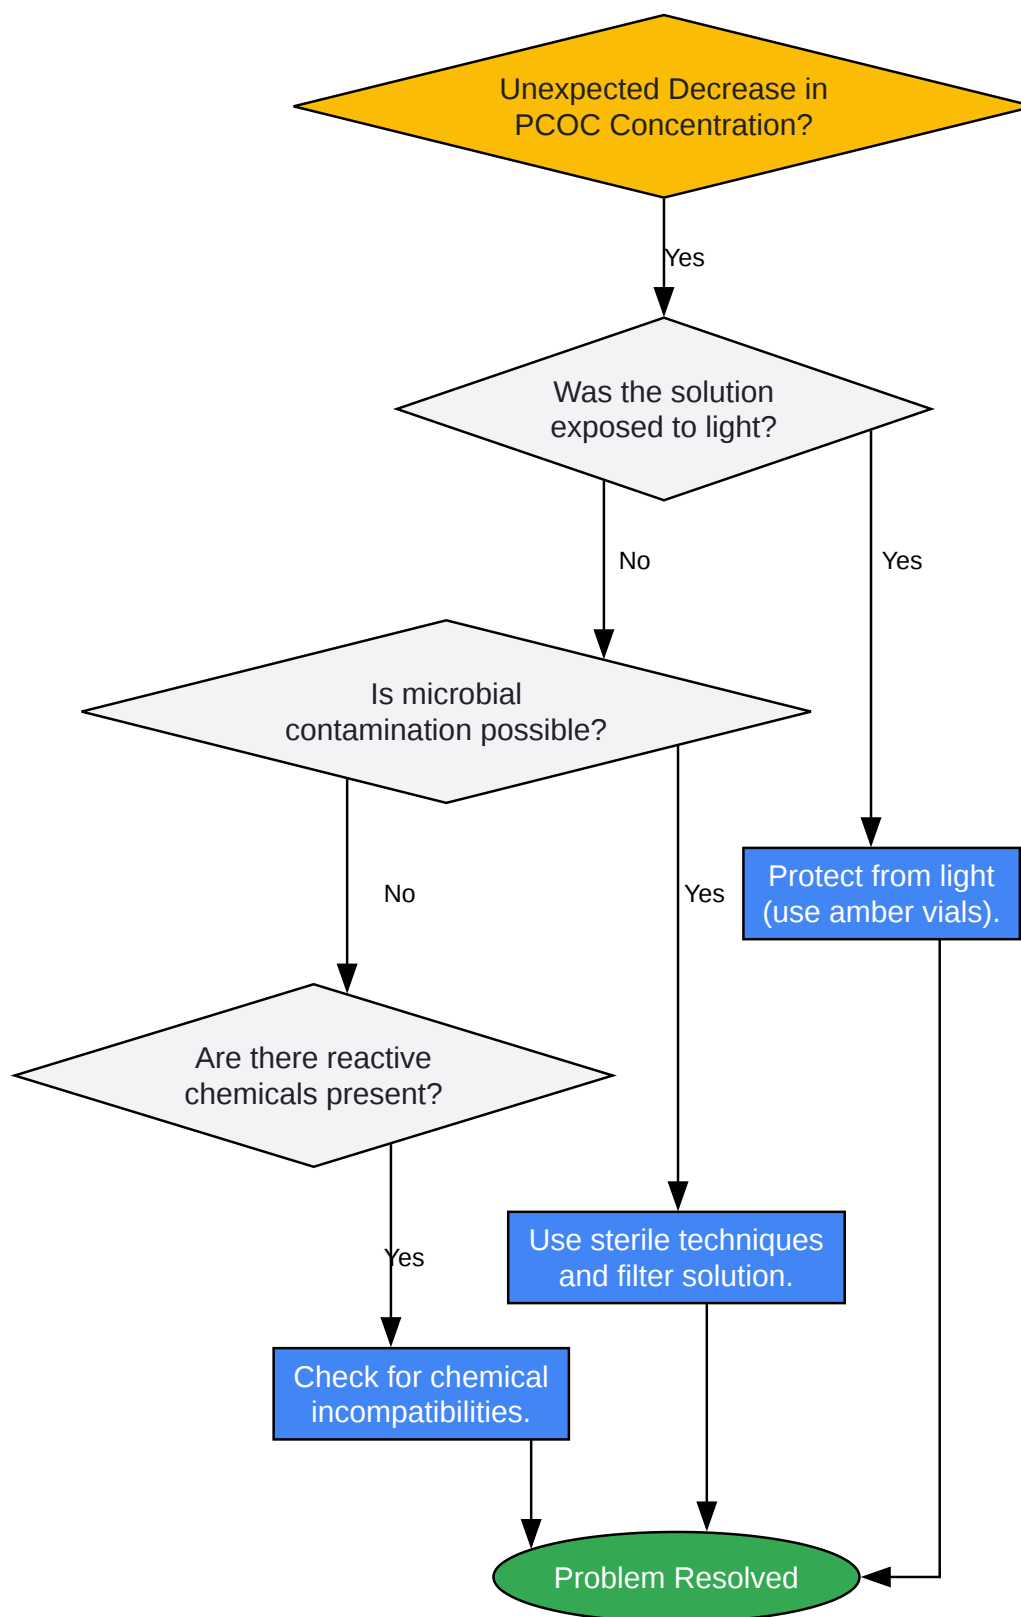 Unexpected Decrease in
PCOC Concentration?
Yes
Was the solution
exposed to light?
No
Yes
Is microbial
contamination possible?
No
Yes
Protect from light
(use amber vials).
Are there reactive
chemicals present?
Yes
Use sterile techniques
and filter solution.
Check for chemical
incompatibilities.
Problem Resolved